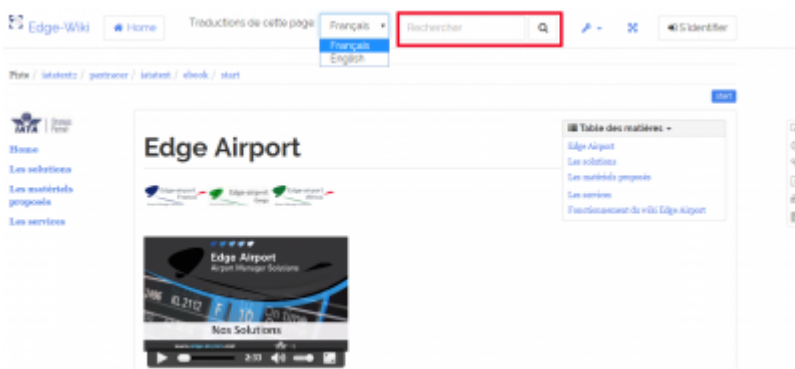 Edge-Wiki Home Traductions de cette page Français Rechercher S'identifier
Français
English
Piste / iatatestz / / iatatest / ebook / start
start
IATA
Home
Les solutions
Les matériels proposés
Les services
Edge Airport
Table des matières
Edge Airport
Les solutions
Les matériels proposés
Les services
Fonctionnement du wiki Edge Airport
Edge Airport
Airport Manager Solutions
Nos Solutions
2:33